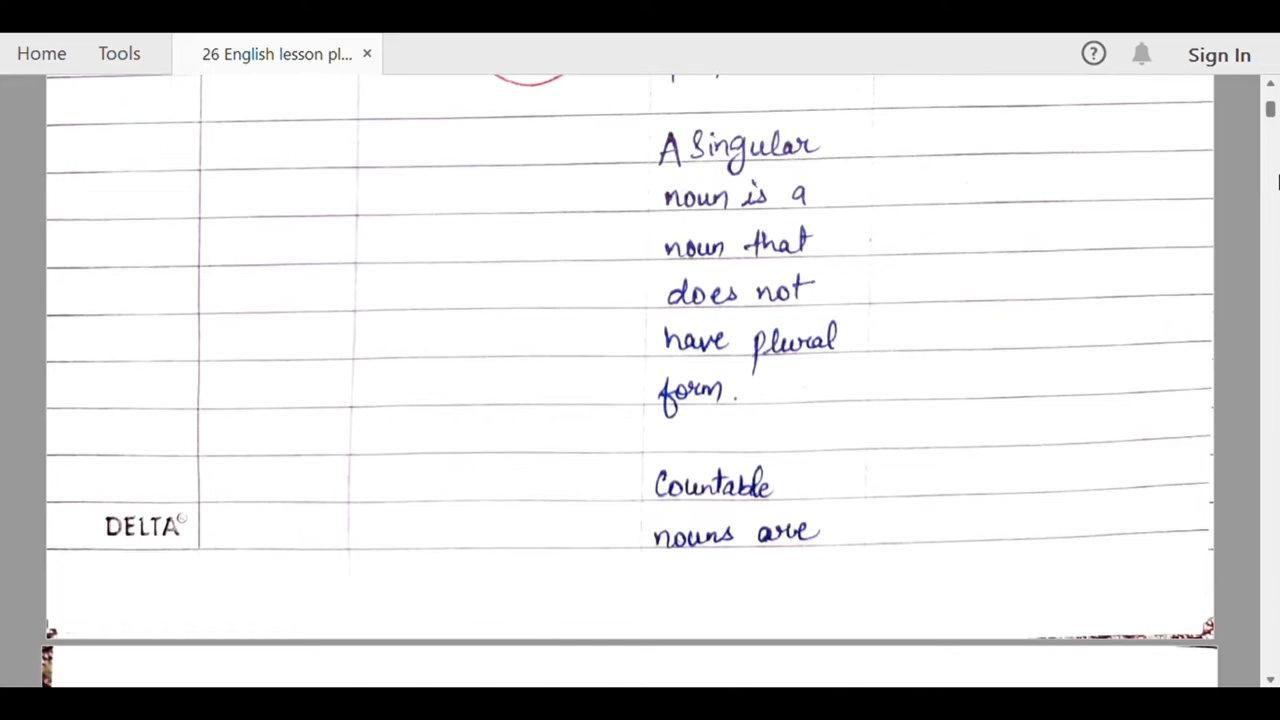 Home Tools 26 English lesson pl... × ? Sign In
A Singular
noun is a
noun that
does not
have plural
form.
Countable
nouns are
DELTA